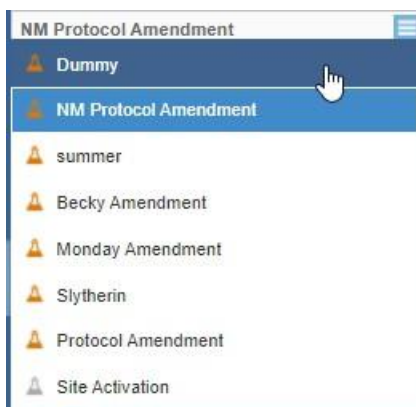 NM Protocol Amendment
Dummy
NM Protocol Amendment
summer
Becky Amendment
Monday Amendment
Slytherin
Protocol Amendment
Site Activation